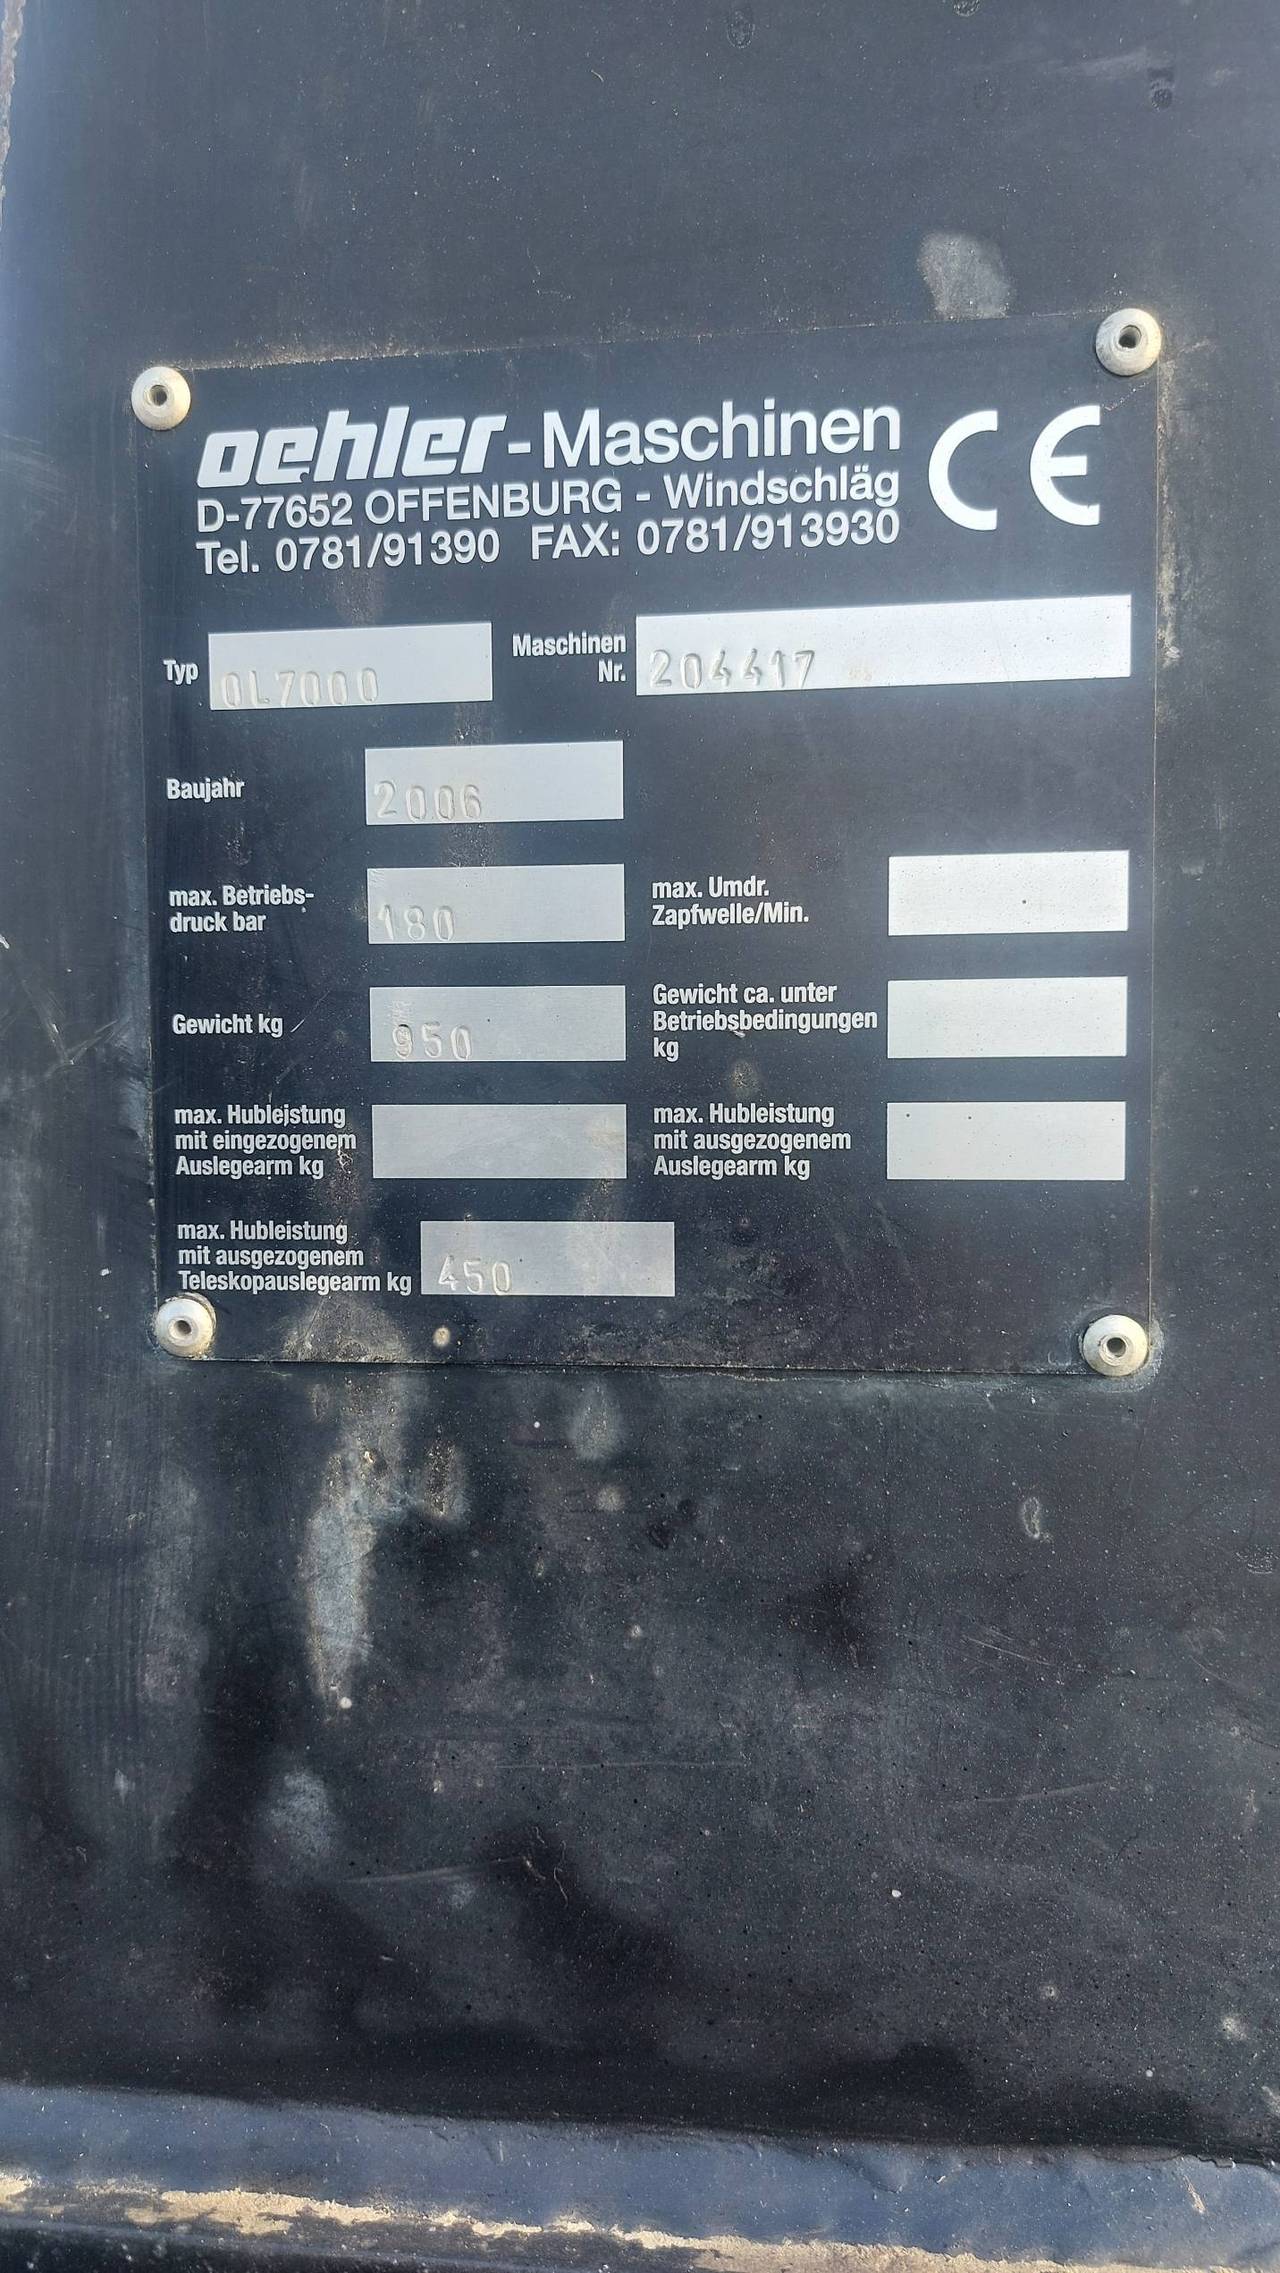 oehler-Maschinen CE
D-77652 OFFENBURG - Windschläg
Tel. 0781/91390 FAX: 0781/913930
Typ OL7000
Maschinen
Nr. 204417
Baujahr 2006
max. Betriebs-
druck bar 180
max. Umdr.
Zapfwelle/Min.
Gewicht kg 950
Gewicht ca. unter
Betriebsbedingungen
kg
max. Hubleistung
mit eingezogenem
Auslegearm kg
max. Hubleistung
mit ausgezogenem
Auslegearm kg
max. Hubleistung
mit ausgezogenem
Teleskopauslegearm kg 450